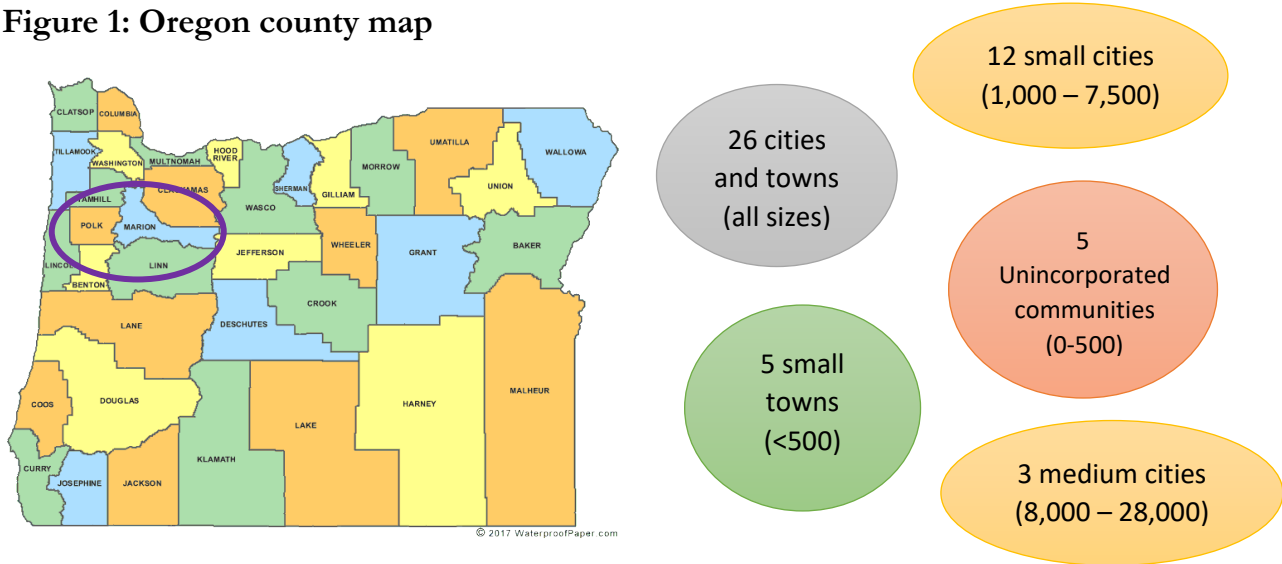 Figure 1: Oregon county map
CLATSOP
COLUMBIA
TILLAMOOK
WASHINGTON
MULTNOMAH
HOOD
RIVER
YAMHILL
CLACKAMAS
WASCO
SHERMAN
GILLIAM
MORROW
UMATILLA
UNION
WALLOWA
POLK
MARION
LINCOLN
BENTON
LINN
JEFFERSON
WHEELER
GRANT
BAKER
CROOK
LANE
DESCHUTES
COOS
DOUGLAS
CURRY
JOSEPHINE
JACKSON
KLAMATH
LAKE
HARNEY
MALHEUR
© 2017 WaterproofPaper.com
26 cities
and towns
(all sizes)
12 small cities
(1,000 – 7,500)
5
Unincorporated
communities
(0-500)
5 small
towns
(<500)
3 medium cities
(8,000 – 28,000)